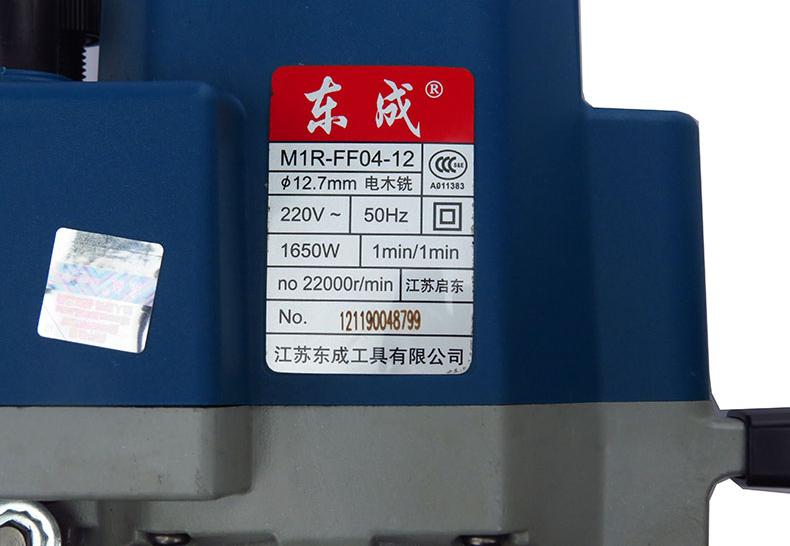 东成®
M1R-FF04-12
CCC S&E
A011383
φ12.7mm 电木铣
220V ~ 50Hz
1650W 1min/1min
no 22000r/min 江苏启东
No. 121190048799
江苏东成工具有限公司